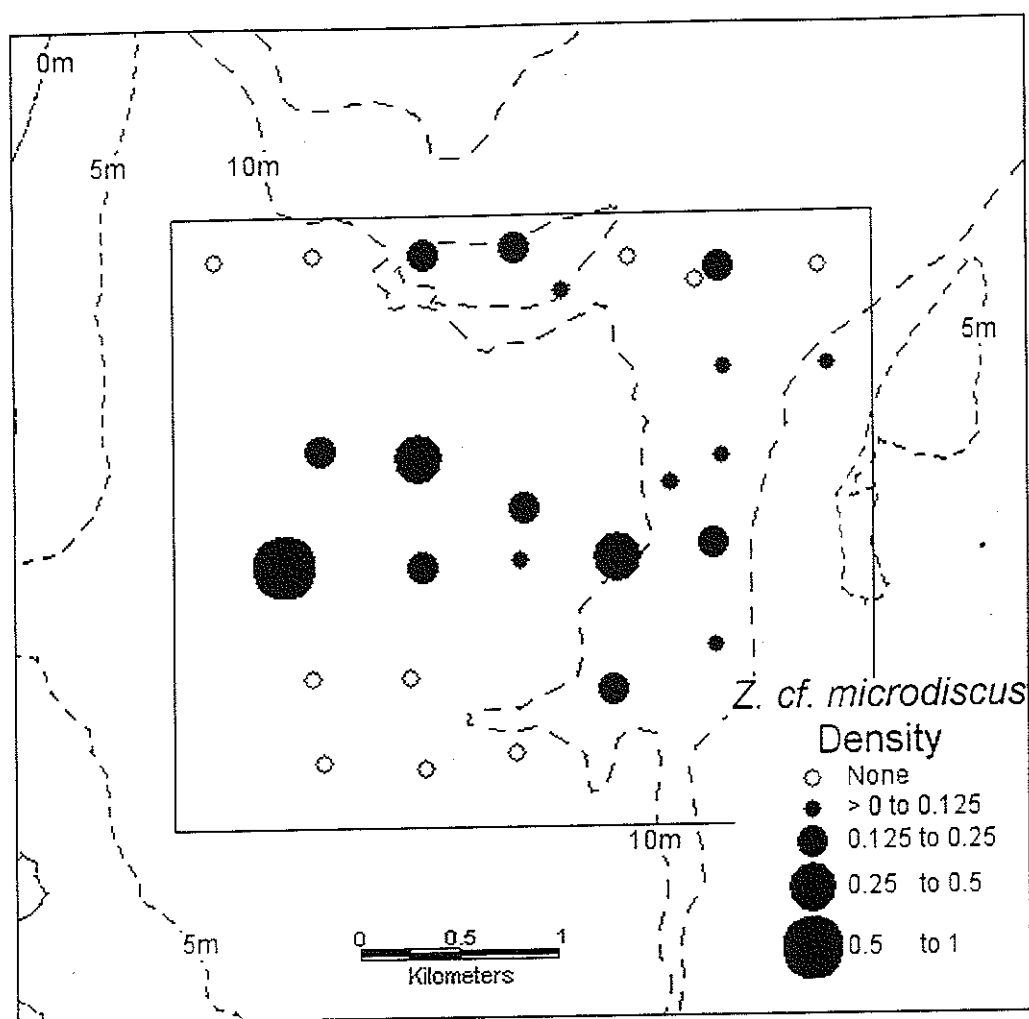 0m
5m
10m
5m
Z. cf. microdiscus
Density
None
> 0 to 0.125
0.125 to 0.25
0.25 to 0.5
0.5 to 1
10m
5m
0 0.5 1
Kilometers